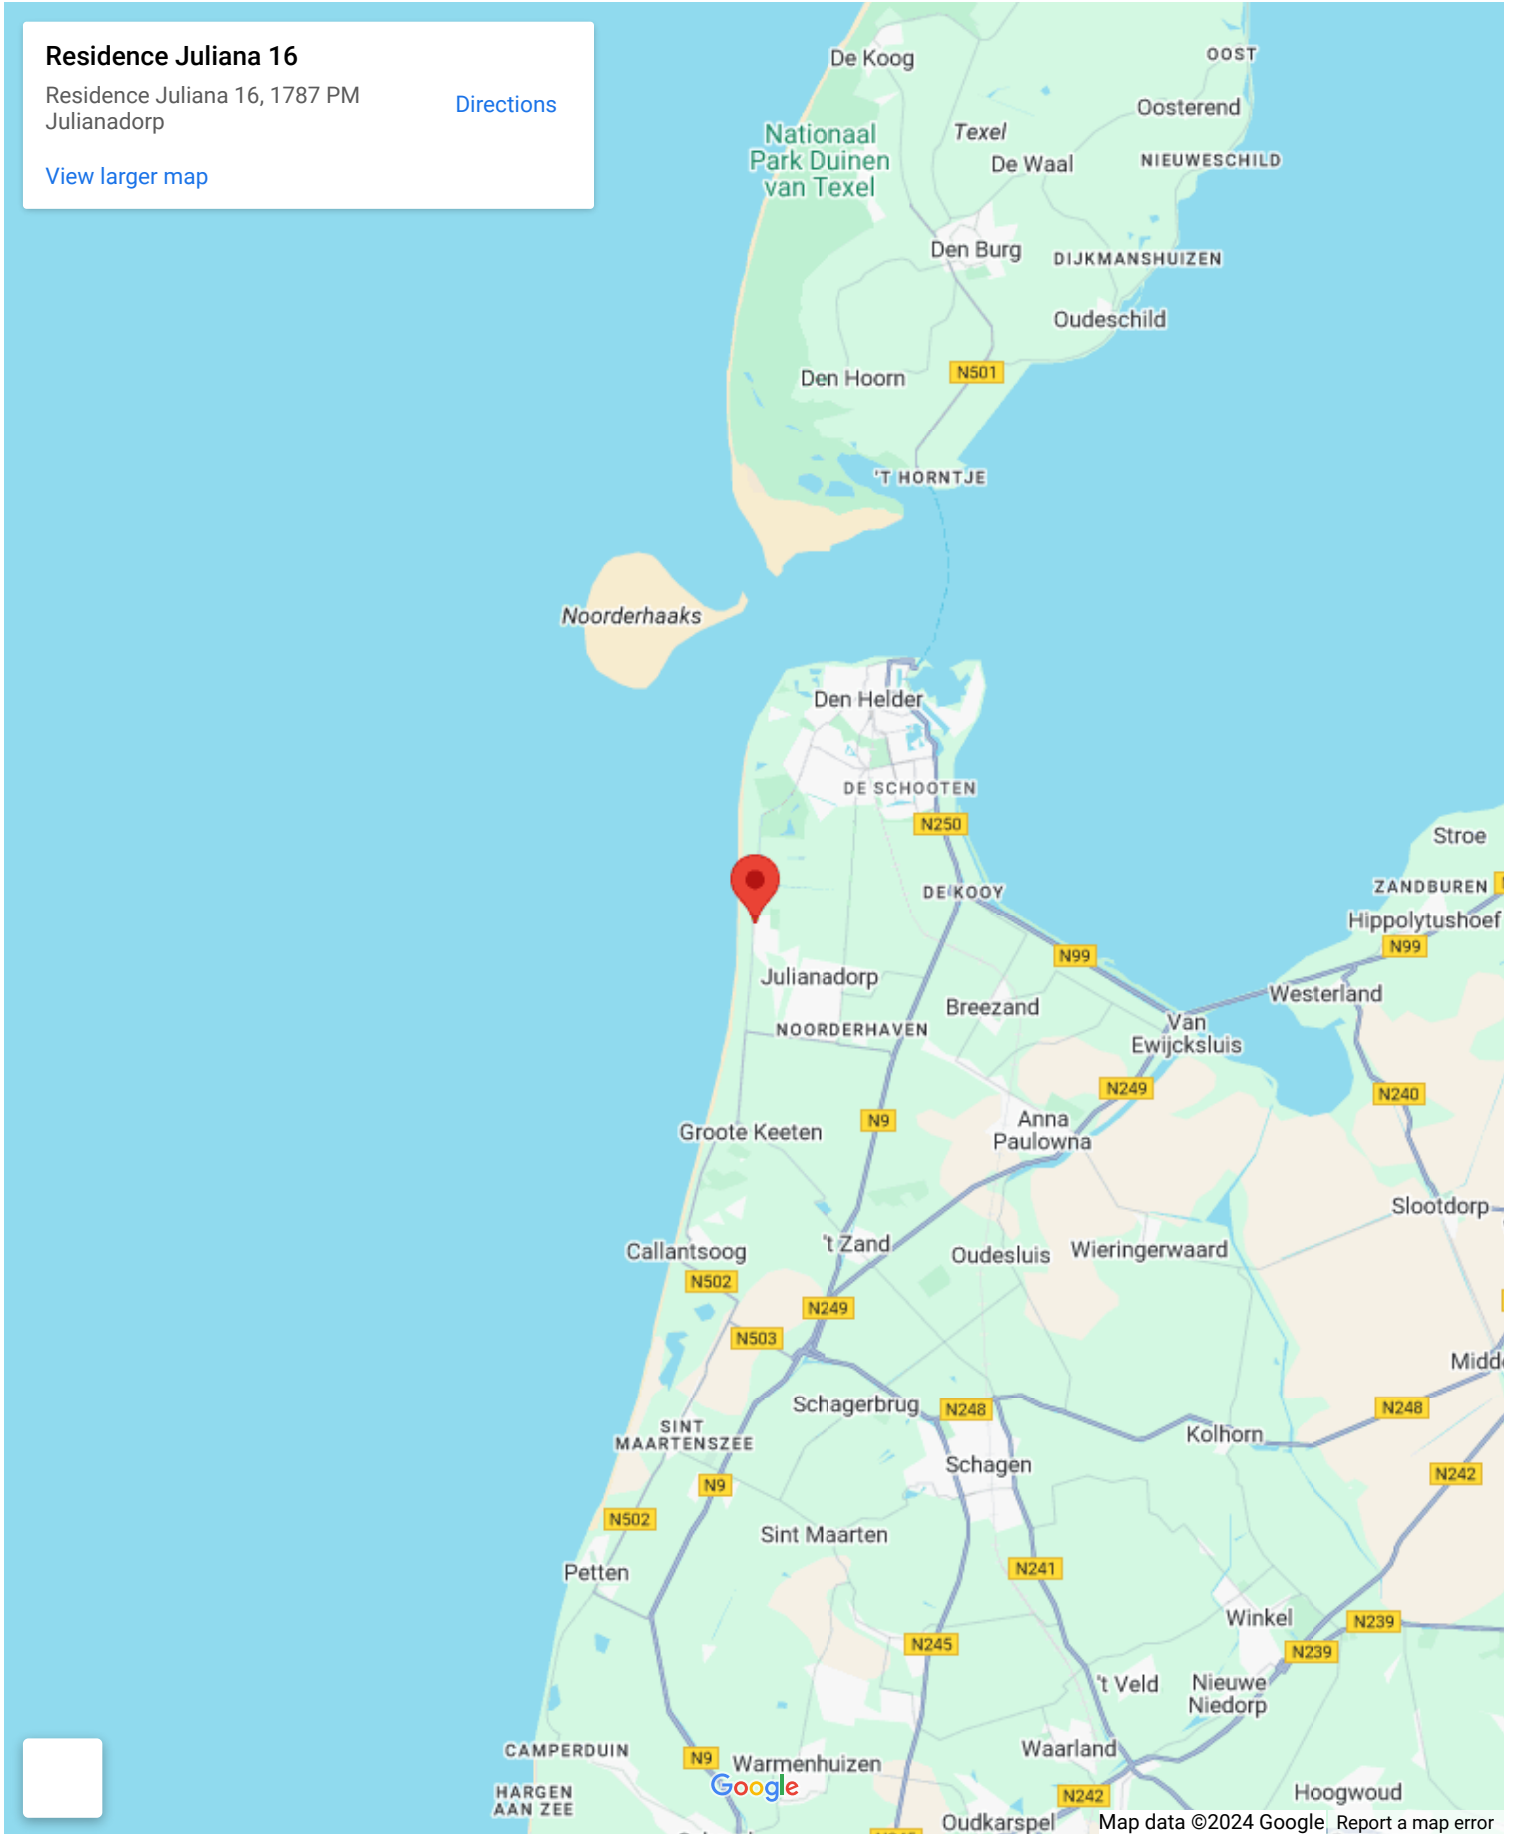 Residence Juliana 16
Residence Juliana 16, 1787 PM
Julianadorp
Directions
View larger map
De Koog
OOST
Oosterend
Texel
Nationaal
Park Duinen
van Texel
De Waal
NIEUWESCHILD
Den Burg
DIJKMANSHUIZEN
Oudeschild
Den Hoorn
N501
'T HORNTJE
Noorderhaaks
Den Helder
DE SCHOOTEN
N250
Stroe
DE KOOY
ZANDBUREN
Hippolytushoef
N99
N99
Julianadorp
Westerland
Breezand
NOORDERHAVEN
Van
Ewijcksluis
N249
N240
N9
Anna
Paulowna
Groote Keeten
Slootdorp
't Zand
Callantsoog
Oudesluis
Wieringerwaard
N502
N249
N503
Schagerbrug
N248
N248
SINT
MAARTENSZEE
Kolhorn
Schagen
N242
N9
N502
Sint Maarten
Petten
N241
Winkel
N239
N245
N239
't Veld
Nieuwe
Niedorp
CAMPERDUIN
Waarland
N9
Warmenhuizen
Google
HARGEN
AAN ZEE
N242
Hoogwoud
Oudkarspel
Map data ©2024 Google
Report a map error